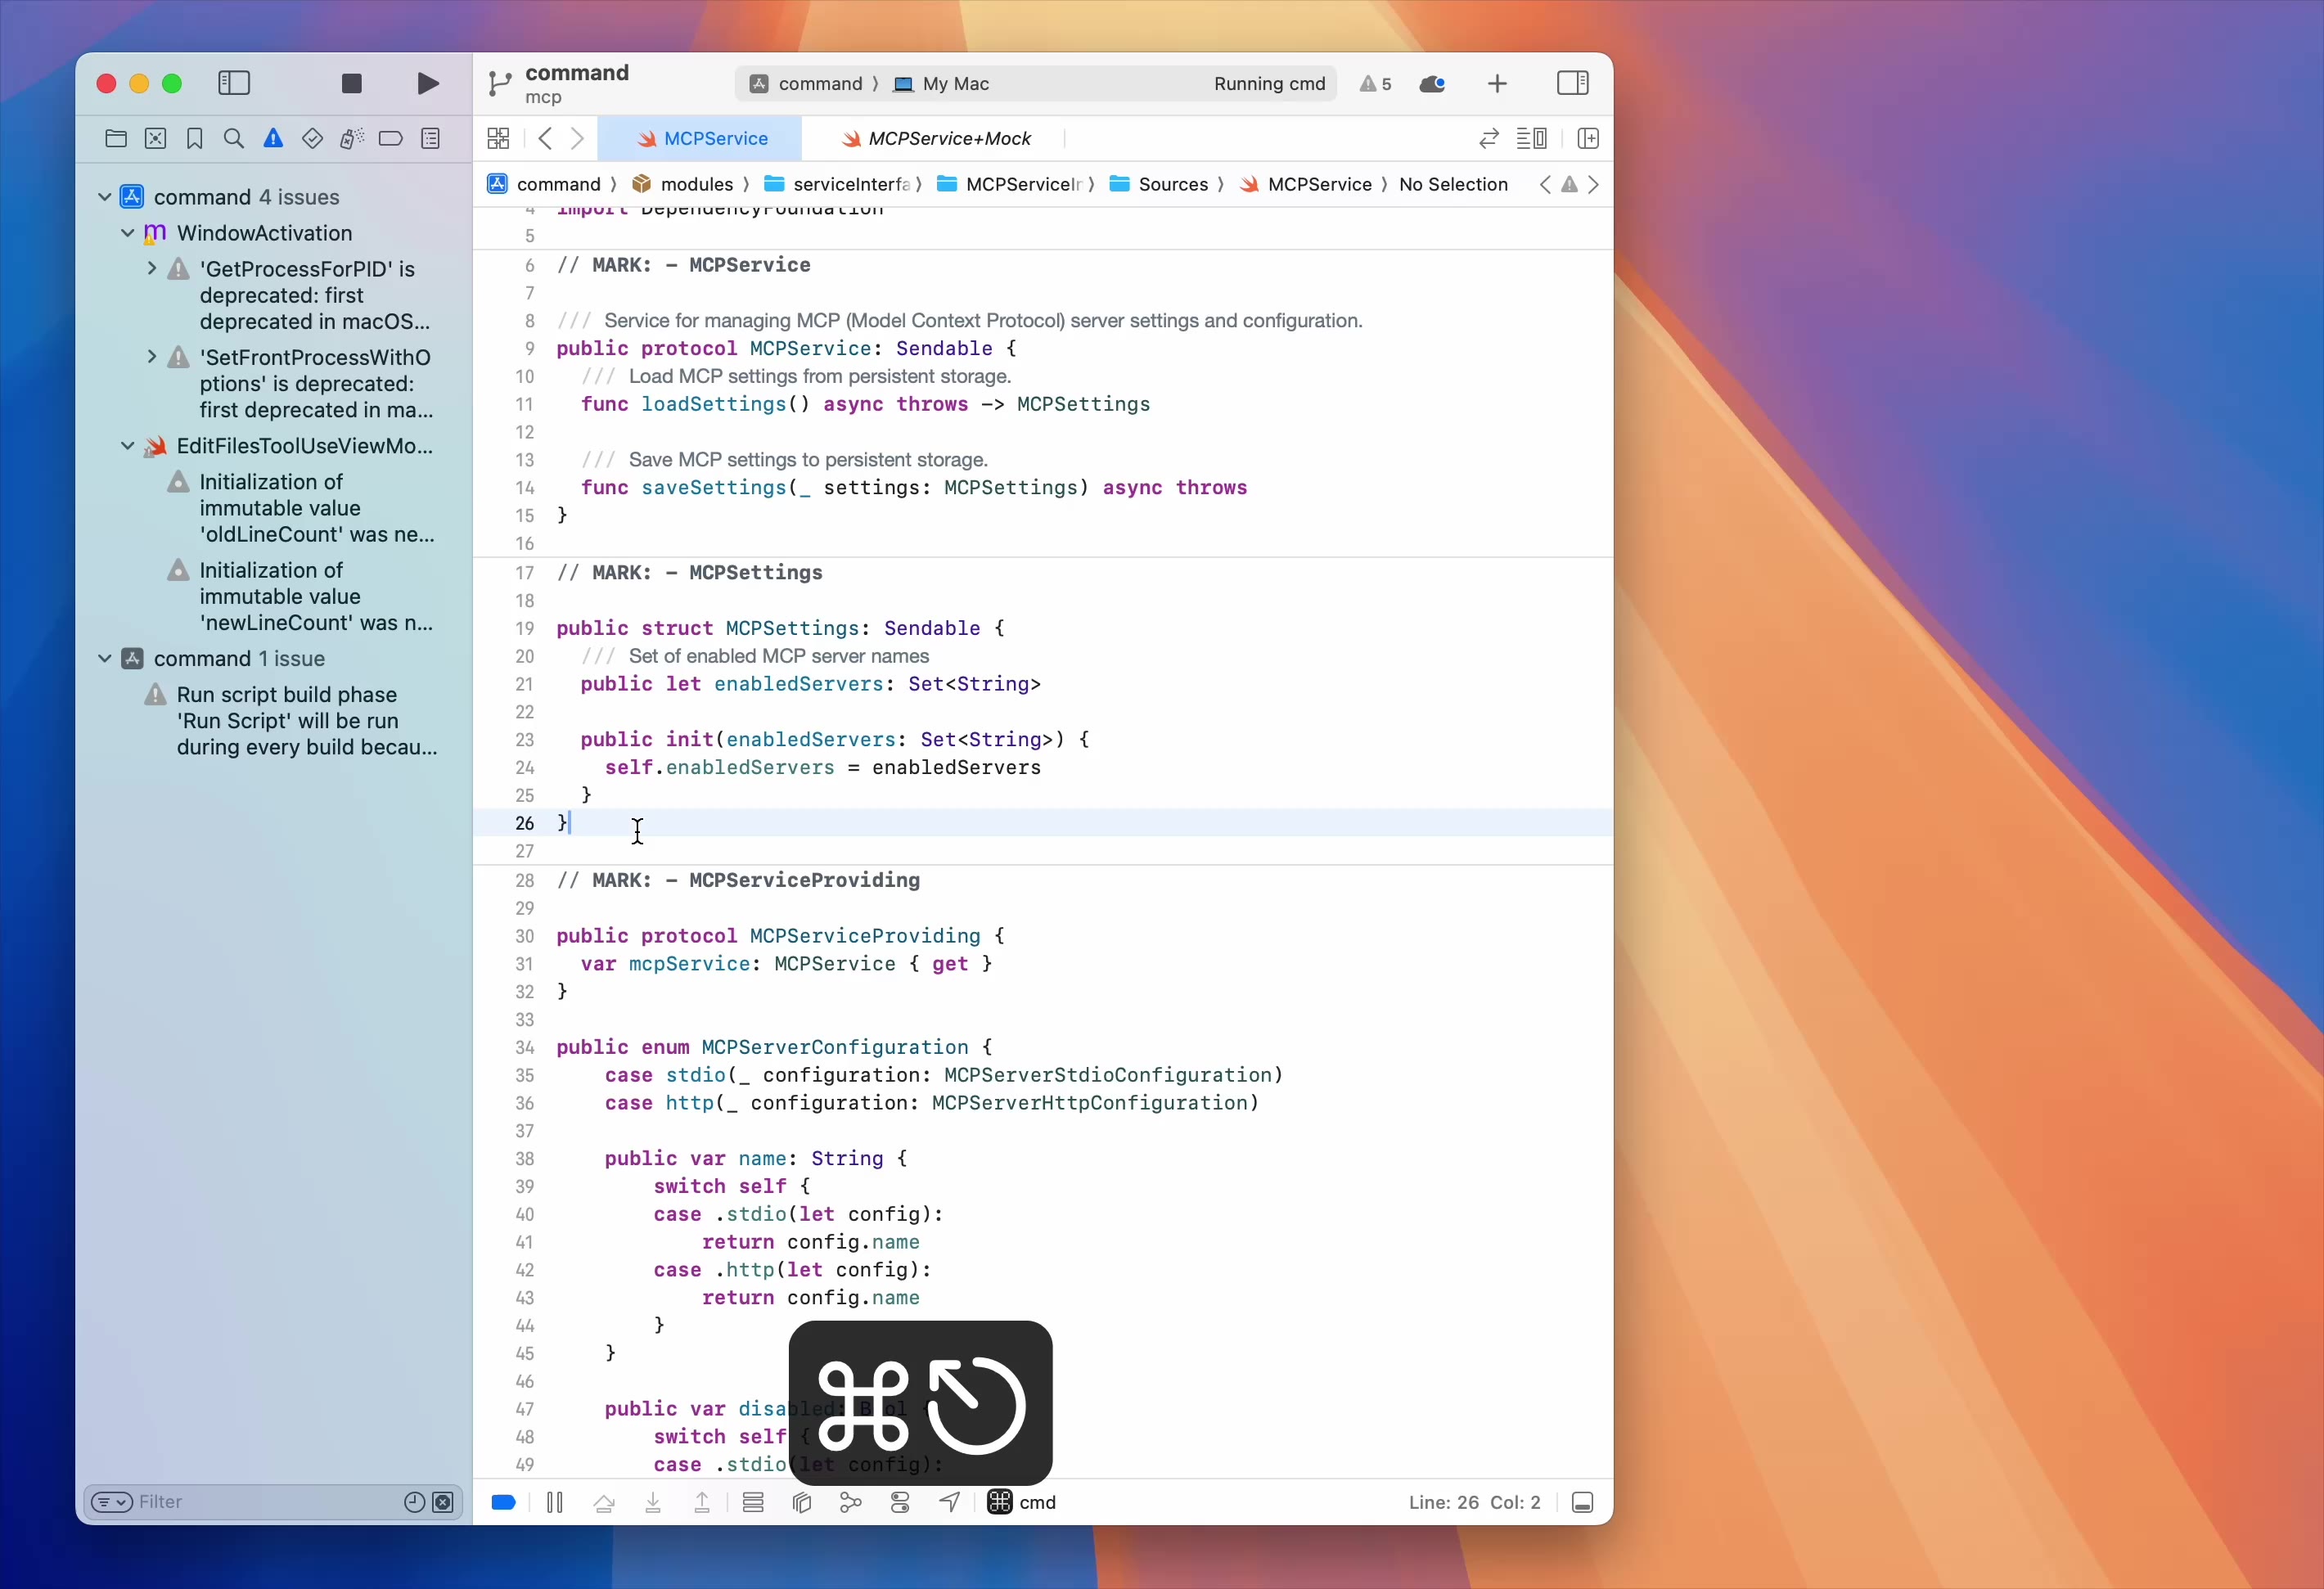 command
mcp
command
My Mac
Running cmd
5
MCPService
MCPService+Mock
command
modules
serviceInterfa
MCPServiceIr
Sources
MCPService
No Selection
command 4 issues
WindowActivation
'GetProcessForPID' is
deprecated: first
deprecated in macOS...
'SetFrontProcessWithO
ptions' is deprecated:
first deprecated in ma...
EditFilesToolUseViewMo...
Initialization of
immutable value
'oldLineCount' was ne...
Initialization of
immutable value
'newLineCount' was n...
command 1 issue
Run script build phase
'Run Script' will be run
during every build becau...
Filter
4 import DependencyFoundation
5
6 // MARK: - MCPService
7
8 /// Service for managing MCP (Model Context Protocol) server settings and configuration.
9 public protocol MCPService: Sendable {
10 /// Load MCP settings from persistent storage.
11 func loadSettings() async throws -> MCPSettings
12
13 /// Save MCP settings to persistent storage.
14 func saveSettings(_ settings: MCPSettings) async throws
15 }
16
17 // MARK: - MCPSettings
18
19 public struct MCPSettings: Sendable {
20 /// Set of enabled MCP server names
21 public let enabledServers: Set<String>
22
23 public init(enabledServers: Set<String>) {
24 self.enabledServers = enabledServers
25 }
26 }
27
28 // MARK: - MCPServiceProviding
29
30 public protocol MCPServiceProviding {
31 var mcpService: MCPService { get }
32 }
33
34 public enum MCPServerConfiguration {
35 case stdio(_ configuration: MCPServerStdioConfiguration)
36 case http(_ configuration: MCPServerHttpConfiguration)
37
38 public var name: String {
39 switch self {
40 case .stdio(let config):
41 return config.name
42 case .http(let config):
43 return config.name
44 }
45 }
46
47 public var disabled: Bool {
48 switch self {
49 case .stdio(let config):
cmd
Line: 26 Col: 2